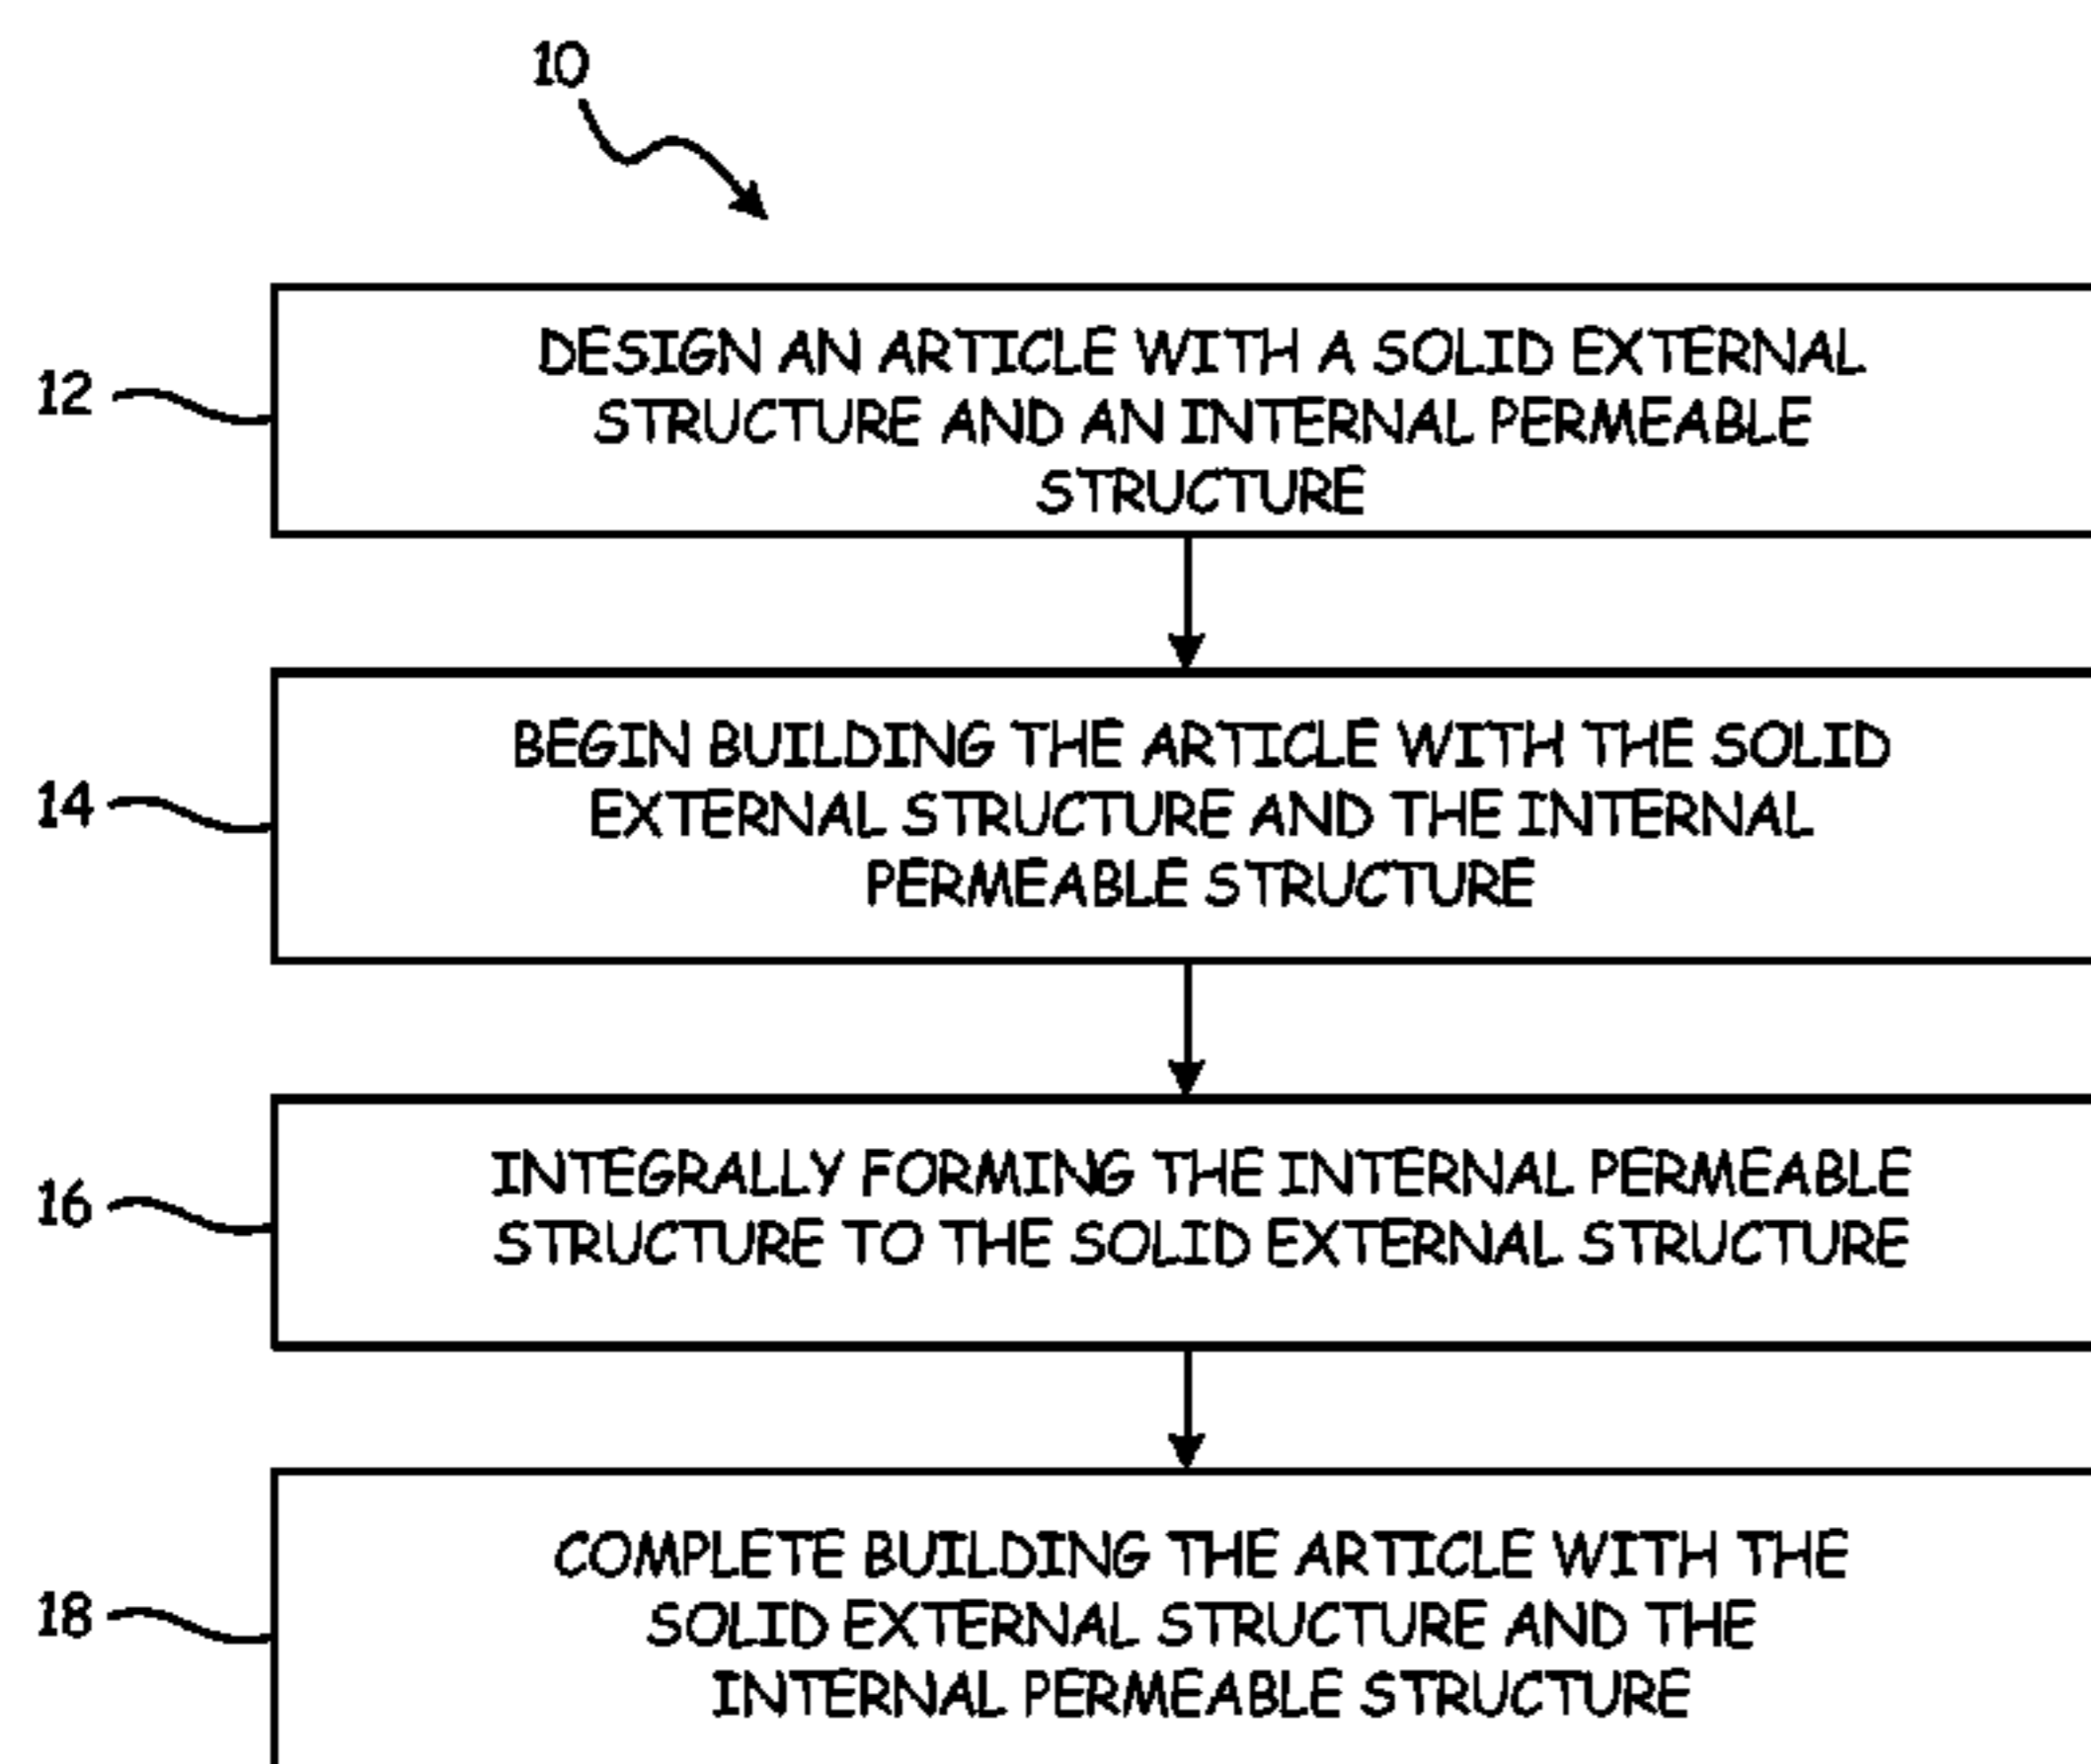 10
12
DESIGN AN ARTICLE WITH A SOLID EXTERNAL
STRUCTURE AND AN INTERNAL PERMEABLE
STRUCTURE
14
BEGIN BUILDING THE ARTICLE WITH THE SOLID
EXTERNAL STRUCTURE AND THE INTERNAL
PERMEABLE STRUCTURE
16
INTEGRALLY FORMING THE INTERNAL PERMEABLE
STRUCTURE TO THE SOLID EXTERNAL STRUCTURE
18
COMPLETE BUILDING THE ARTICLE WITH THE
SOLID EXTERNAL STRUCTURE AND THE
INTERNAL PERMEABLE STRUCTURE